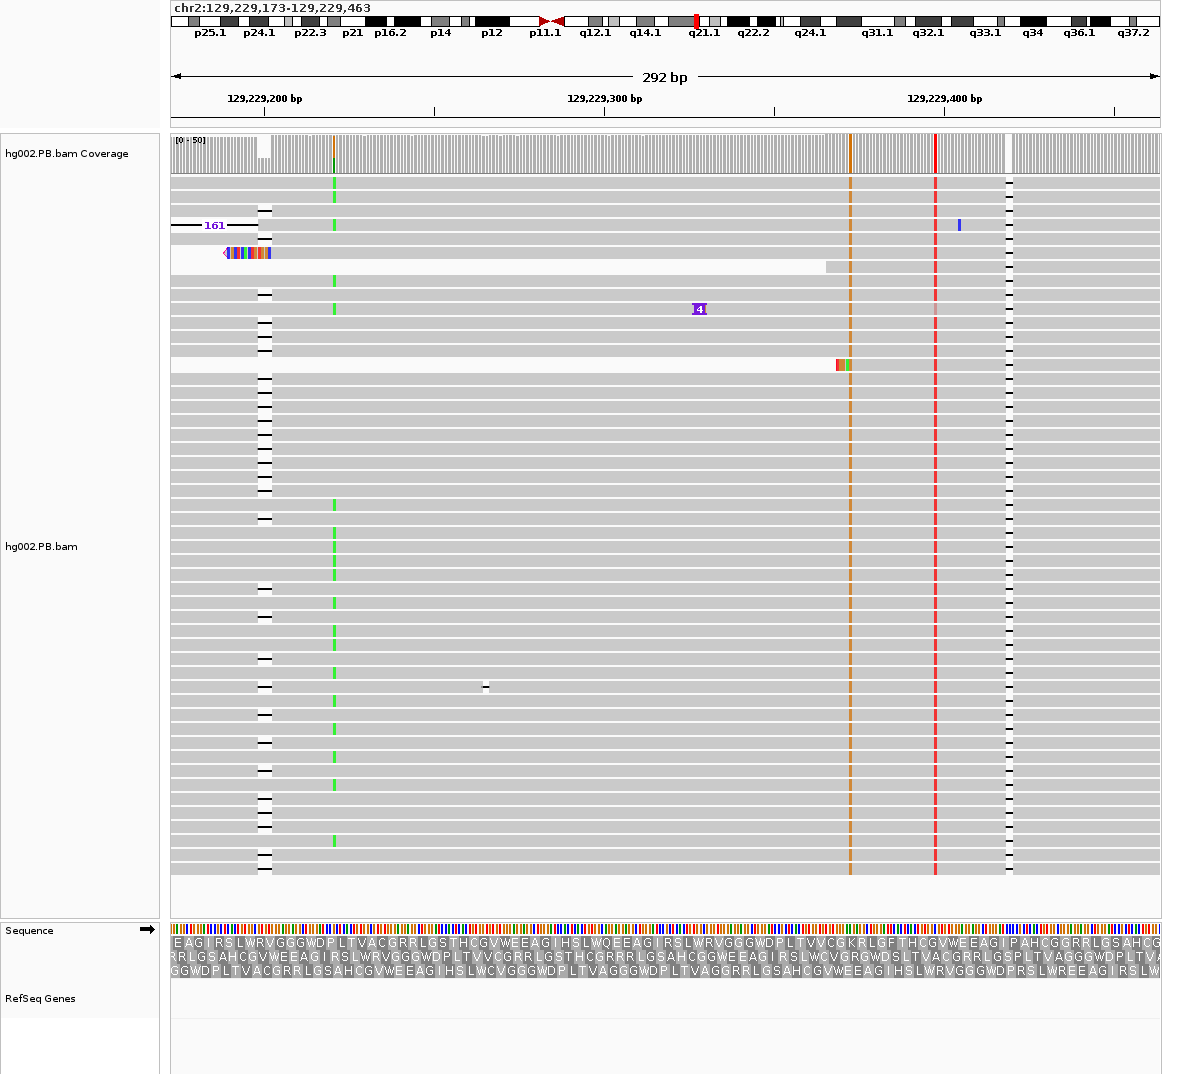 chr2:129,229,173-129,229,463
p25.1 p24.1 p22.3 p21 p16.2 p14 p12 p11.1 q12.1 q14.1 q21.1 q22.2 q24.1 q31.1 q32.1 q33.1 q34 q36.1 q37.2
292 bp
129,229,200 bp 129,229,300 bp 129,229,400 bp
hg002.PB.bam Coverage
[0 - 50]
161
4
hg002.PB.bam
Sequence
EAGIRSLWRVGGGWDPLTVACGRRLGSTHCGVWEEAGIHSLWQEEAGIRSLWRVGGGWDPLTVVCGKRLGFTHCGVWEEAGIPAHCGGRRLGSAHCG
RRLGSAHCGVWEEAGIRSLWRVGGGWDPLTVVCGRRLGSTHCGRRRLGSAHCGGWEEAGIRSLWCVGRGWDSLTVACGRRLGSPLTVAGGGWDPLTVA
GGWDPLTVACGRRLGSAHCGVWEEAGIHSLWCVGGGWDPLTVAGGGWDPLTVAGGRRLGSAHCGVWEEAGIHSLWRVGGGWDPRSLWREEAGIRSLW
RefSeq Genes